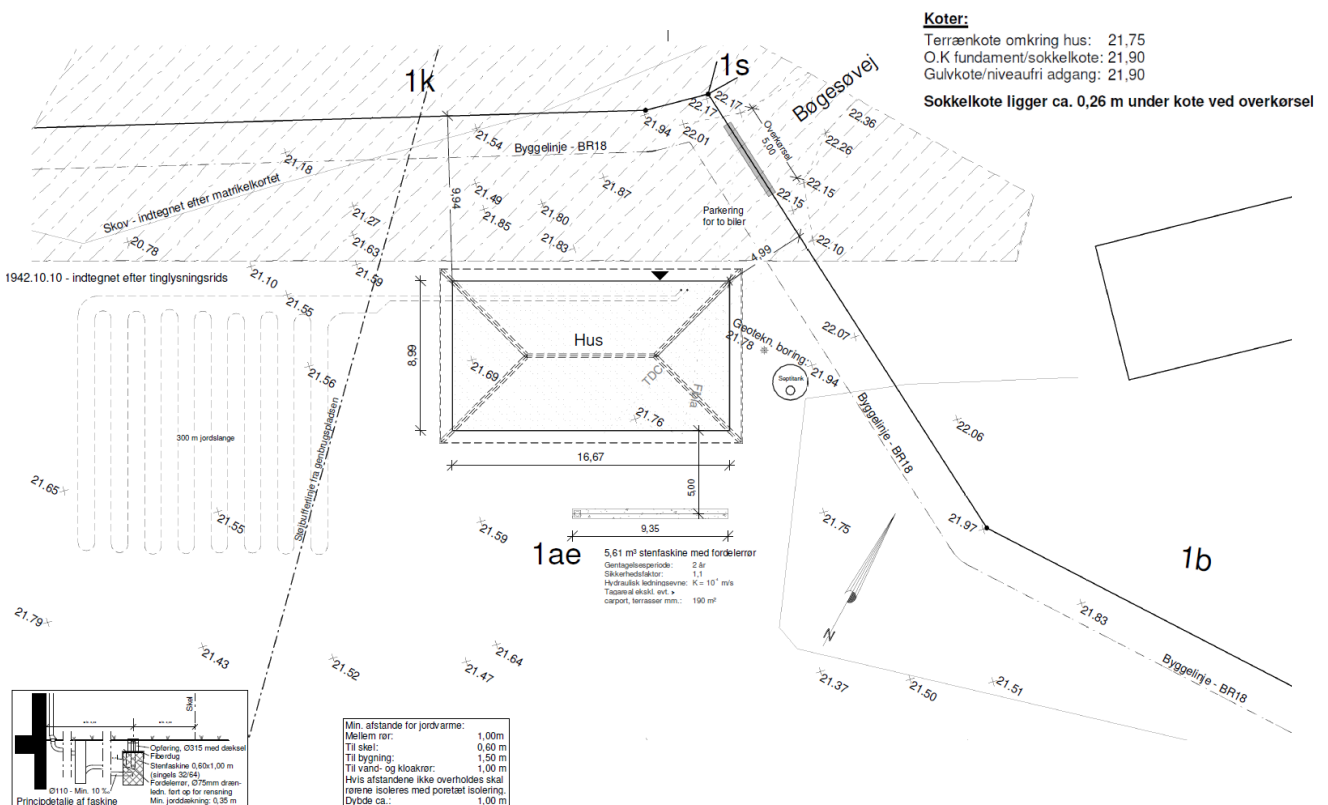 Koter:
Terrænkote omkring hus: 21,75
O.K fundament/sokkelkote: 21,90
Gulvkote/niveaufri adgang: 21,90
Sokkelkote ligger ca. 0,26 m under kote ved overkørsel
1k
1s
Bøgesøvej
22.17
22.17
22.36
21.94
22.01
Overkørsel
5,00
22.26
21.54
Byggelinje - BR18
21.18
22.15
22.15
Skov - indtegnet efter matrikelkortet
9,94
21.49
21.87
21.27
21.85
21.80
Parkering
for to biler
20.78
21.63
21.83
22.10
4,99
1942.10.10 - indtegnet efter tinglysningsrids
21.10
21.59
21.55
Hus
22.07
Geotekn. boring:
21.78
8,99
21.69
21.56
TDC
Fibia
Septitank
21.94
21.76
Byggelinje - BR18
22.06
300 m jordslange
Støjbufferlinje fra genbrugspladsen
16,67
5,00
21.65
21.55
21.59
9,35
21.75
21.97
1ae
1b
5,61 m³ stenfaskine med fordelerrør
Gentagelsesperiode: 2 år
Sikkerhedsfaktor: 1,1
Hydraulisk ledningsevne: K = 10⁻ m/s
Tagareal ekskl. evt.
carport, terrasser mm.: 190 m²
21.79
21.83
N
21.43
21.52
21.64
21.47
21.37
21.50
21.51
Byggelinje - BR18
Skel
Opføring, Ø315 med dæksel
Fiberdug
Stenfaskine 0,60x1,00 m
(singels 32/64)
Fordelerrør, Ø75mm dræn-
ledn. ført op for rensning
Min. jorddækning: 0,35 m
Ø110 - Min. 10 ‰
Principdetalie af faskine
Min. afstande for jordvarme:
Mellem rør: 1,00m
Til skel: 0,60 m
Til bygning: 1,50 m
Til vand- og kloakrør: 1,00 m
Hvis afstandene ikke overholdes skal
rørene isoleres med poretæt isolering.
Dybde ca.: 1,00 m